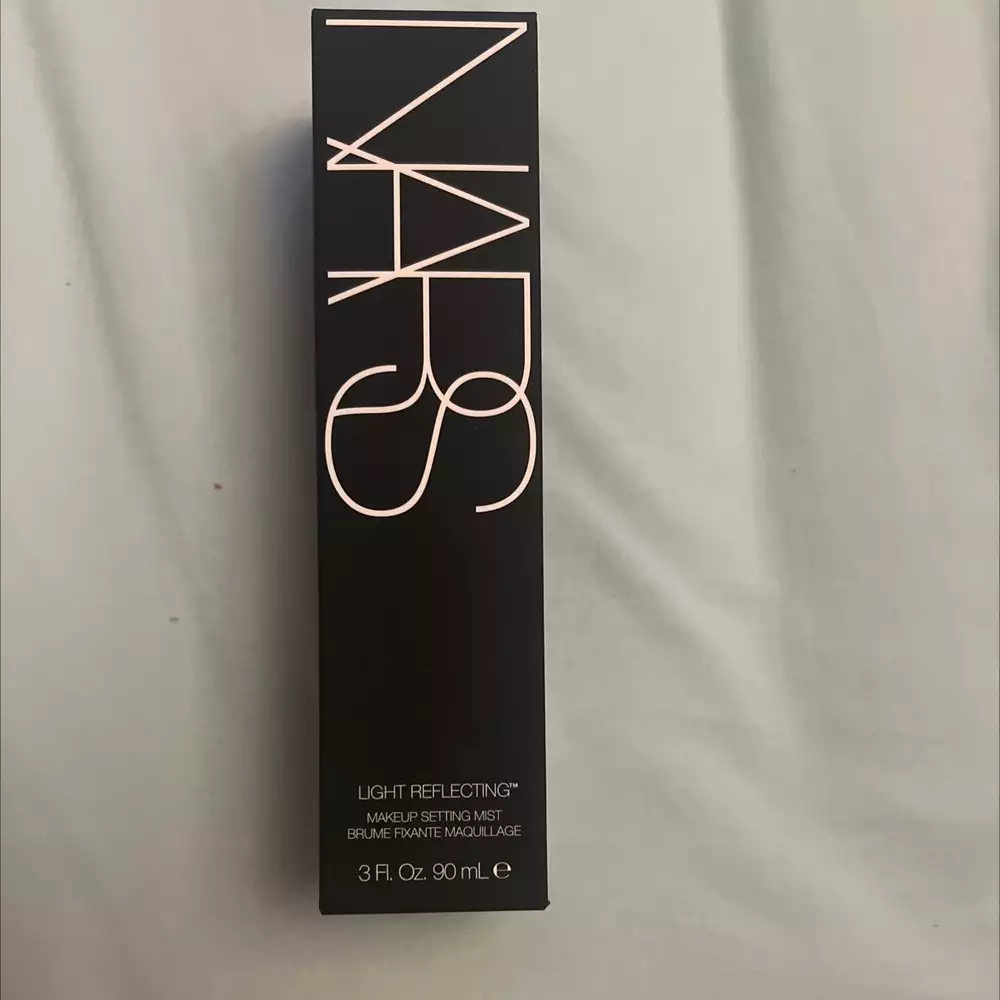 NARS
LIGHT REFLECTING™
MAKEUP SETTING MIST
BRUME FIXANTE MAQUILLAGE
3 Fl. Oz. 90 mL ℮